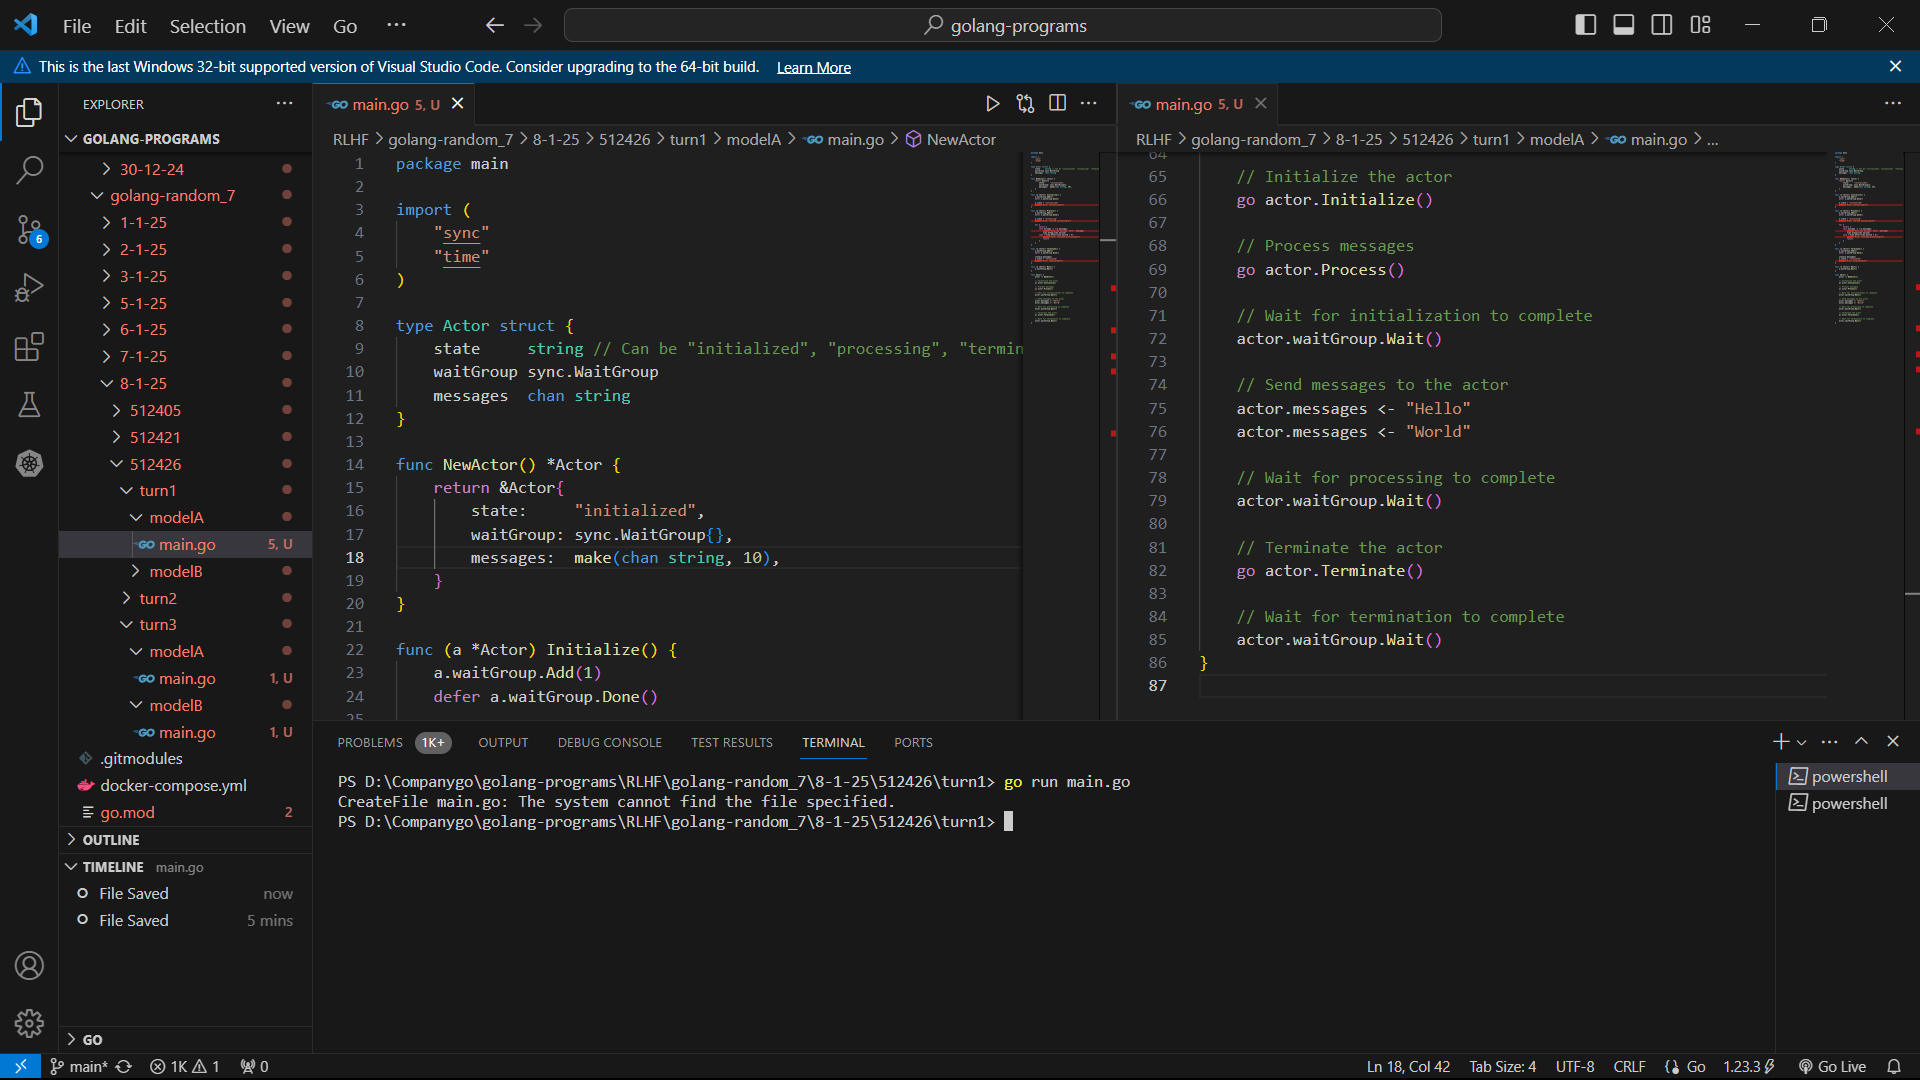 File Edit Selection View Go ···
golang-programs
This is the last Windows 32-bit supported version of Visual Studio Code. Consider upgrading to the 64-bit build. Learn More
EXPLORER
GOLANG-PROGRAMS
30-12-24
golang-random_7
1-1-25
2-1-25
3-1-25
5-1-25
6-1-25
7-1-25
8-1-25
512405
512421
512426
turn1
modelA
main.go 5, U
modelB
turn2
turn3
modelA
main.go 1, U
modelB
main.go 1, U
.gitmodules
docker-compose.yml
go.mod 2
OUTLINE
TIMELINE main.go
File Saved now
File Saved 5 mins
GO
6
main.go 5, U
RLHF > golang-random_7 > 8-1-25 > 512426 > turn1 > modelA > main.go > NewActor
1 package main
2
3 import (
4 "sync"
5 "time"
6 )
7
8 type Actor struct {
9 state string // Can be "initialized", "processing", "termin
10 waitGroup sync.WaitGroup
11 messages chan string
12 }
13
14 func NewActor() *Actor {
15 return &Actor{
16 state: "initialized",
17 waitGroup: sync.WaitGroup{},
18 messages: make(chan string, 10),
19 }
20 }
21
22 func (a *Actor) Initialize() {
23 a.waitGroup.Add(1)
24 defer a.waitGroup.Done()
25
main.go 5, U
RLHF > golang-random_7 > 8-1-25 > 512426 > turn1 > modelA > main.go > ...
64
65 // Initialize the actor
66 go actor.Initialize()
67
68 // Process messages
69 go actor.Process()
70
71 // Wait for initialization to complete
72 actor.waitGroup.Wait()
73
74 // Send messages to the actor
75 actor.messages <- "Hello"
76 actor.messages <- "World"
77
78 // Wait for processing to complete
79 actor.waitGroup.Wait()
80
81 // Terminate the actor
82 go actor.Terminate()
83
84 // Wait for termination to complete
85 actor.waitGroup.Wait()
86 }
87
PROBLEMS 1K+ OUTPUT DEBUG CONSOLE TEST RESULTS TERMINAL PORTS
PS D:\Companygo\golang-programs\RLHF\golang-random_7\8-1-25\512426\turn1> go run main.go
CreateFile main.go: The system cannot find the file specified.
PS D:\Companygo\golang-programs\RLHF\golang-random_7\8-1-25\512426\turn1>
powershell
powershell
main* 1K 1 0
Ln 18, Col 42 Tab Size: 4 UTF-8 CRLF Go 1.23.3 Go Live